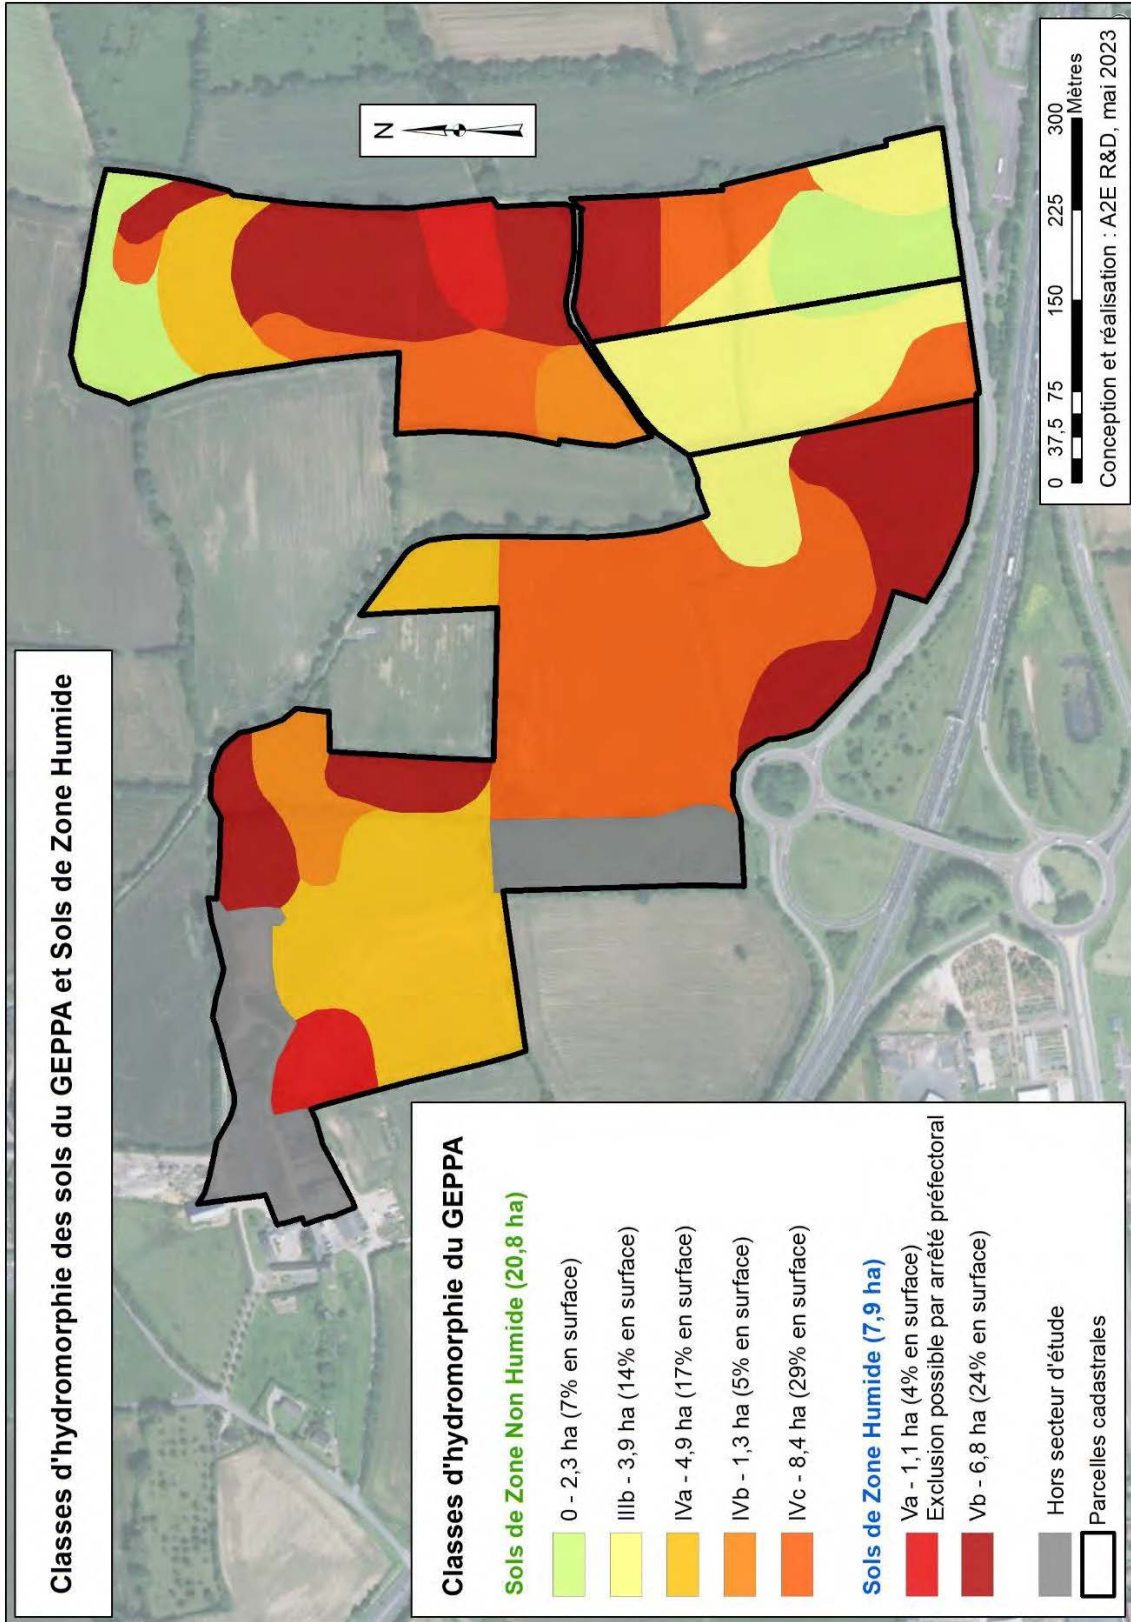 Classes d'hydromorphie des sols du GEPPA et Sols de Zone Humide
N
Classes d'hydromorphie du GEPPA
Sols de Zone Non Humide (20,8 ha)
0 - 2,3 ha (7% en surface)
IIIb - 3,9 ha (14% en surface)
IVa - 4,9 ha (17% en surface)
IVb - 1,3 ha (5% en surface)
IVc - 8,4 ha (29% en surface)
Sols de Zone Humide (7,9 ha)
Va - 1,1 ha (4% en surface)
Exclusion possible par arrêté préfectoral
Vb - 6,8 ha (24% en surface)
Hors secteur d'étude
Parcelles cadastrales
0 37,5 75 150 225 300
Mètres
Conception et réalisation : A2E R&D, mai 2023